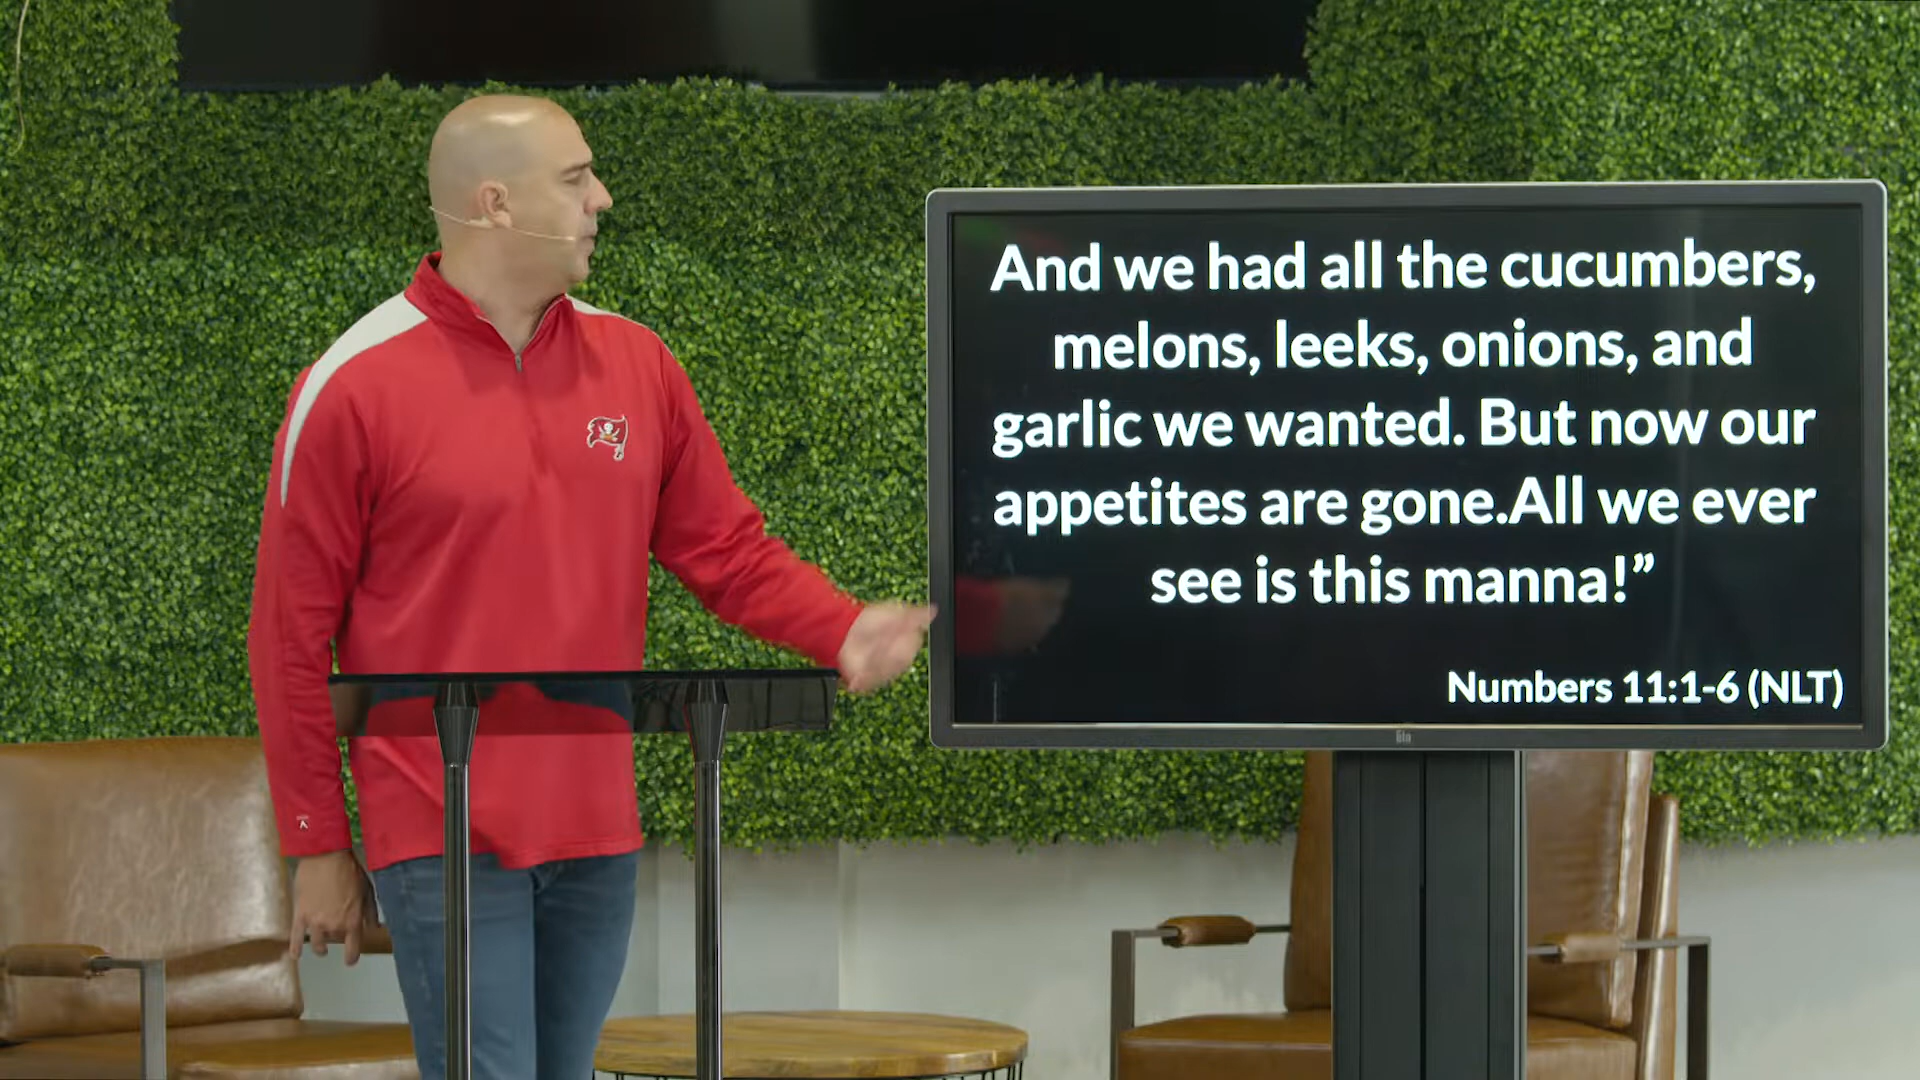 And we had all the cucumbers,
melons, leeks, onions, and
garlic we wanted. But now our
appetites are gone.All we ever
see is this manna!”
Numbers 11:1-6 (NLT)
elo